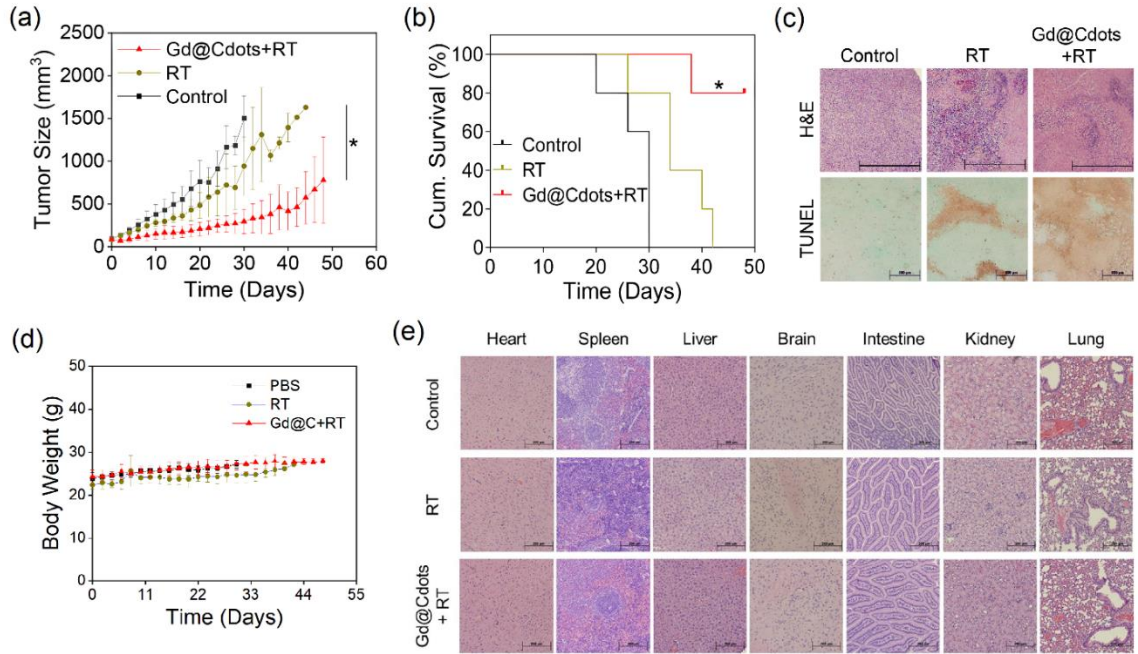 (a)
2500
2000
1500
1000
500
0
Tumor Size (mm³)
Gd@Cdots+RT
RT
Control
*
0 10 20 30 40 50 60
Time (Days)
(b)
100
80
60
40
20
0
Cum. Survival (%)
*
Control
RT
Gd@Cdots+RT
0 10 20 30 40 50
Time (Days)
(c)
Control RT Gd@Cdots
+RT
H&E
TUNEL
(d)
50
40
30
20
10
0
Body Weight (g)
PBS
RT
Gd@C+RT
0 11 22 33 44 55
Time (Days)
(e)
Heart Spleen Liver Brain Intestine Kidney Lung
Control
RT
Gd@Cdots
+ RT